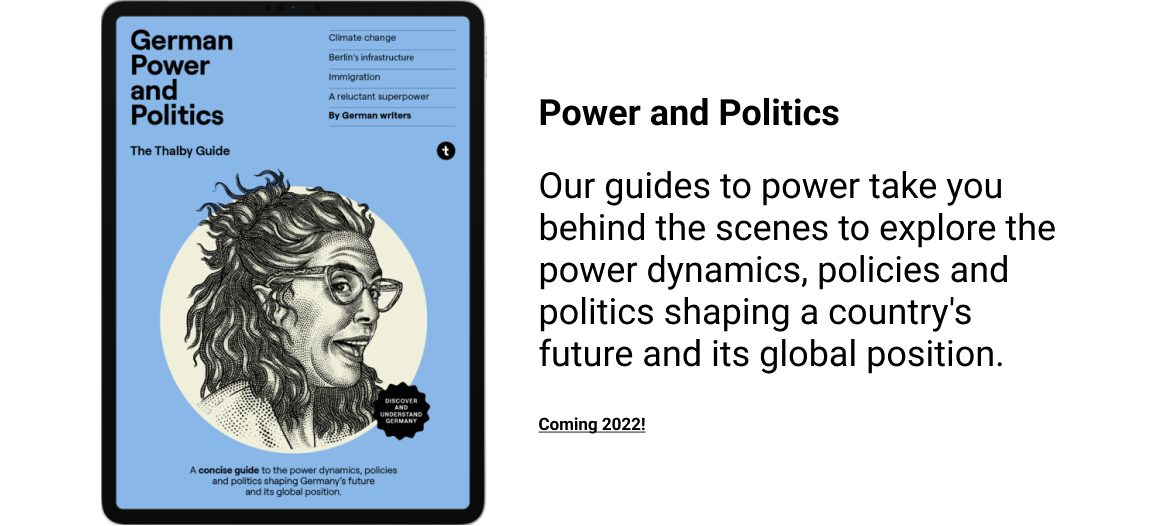 German
Power
and
Politics
Climate change
Berlin's infrastructure
Immigration
A reluctant superpower
By German writers
The Thalby Guide
t
DISCOVER
AND
UNDERSTAND
GERMANY
A concise guide to the power dynamics, policies
and politics shaping Germany's future
and its global position.
Power and Politics
Our guides to power take you
behind the scenes to explore the
power dynamics, policies and
politics shaping a country's
future and its global position.
Coming 2022!